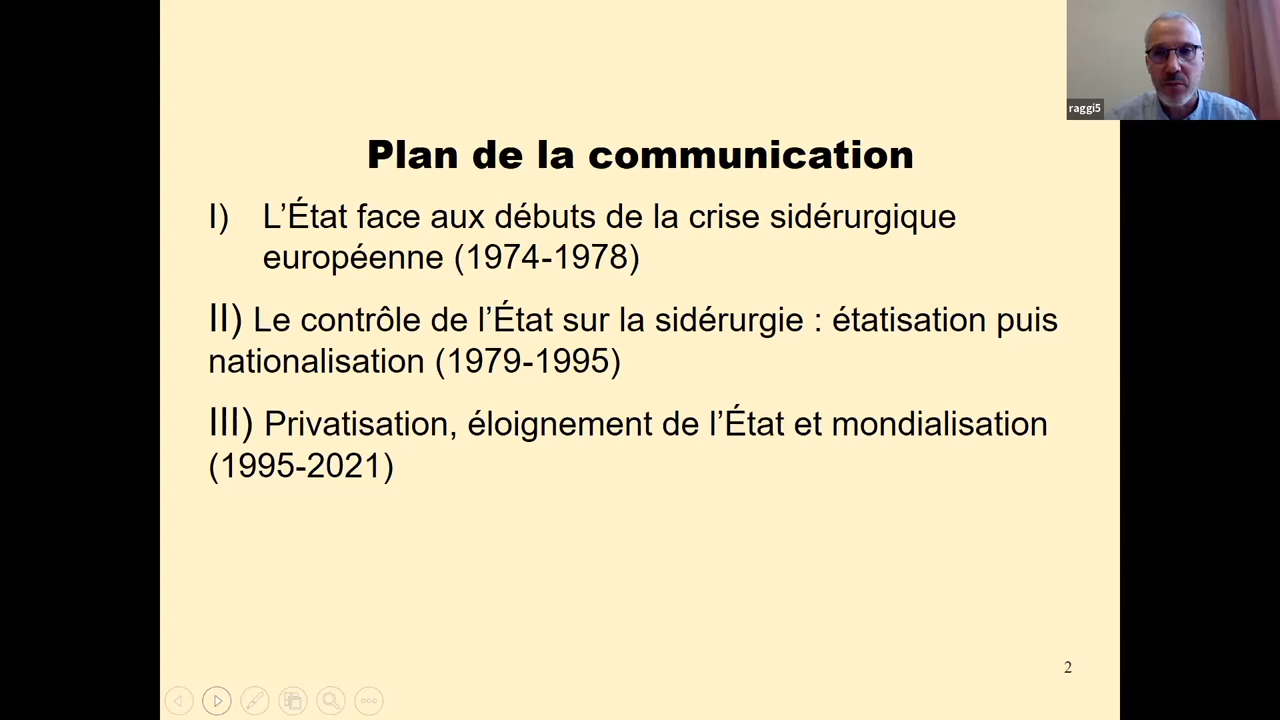 raggi5
Plan de la communication
I) L’État face aux débuts de la crise sidérurgique
européenne (1974-1978)
II) Le contrôle de l’État sur la sidérurgie : étatisation puis
nationalisation (1979-1995)
III) Privatisation, éloignement de l’État et mondialisation
(1995-2021)
2